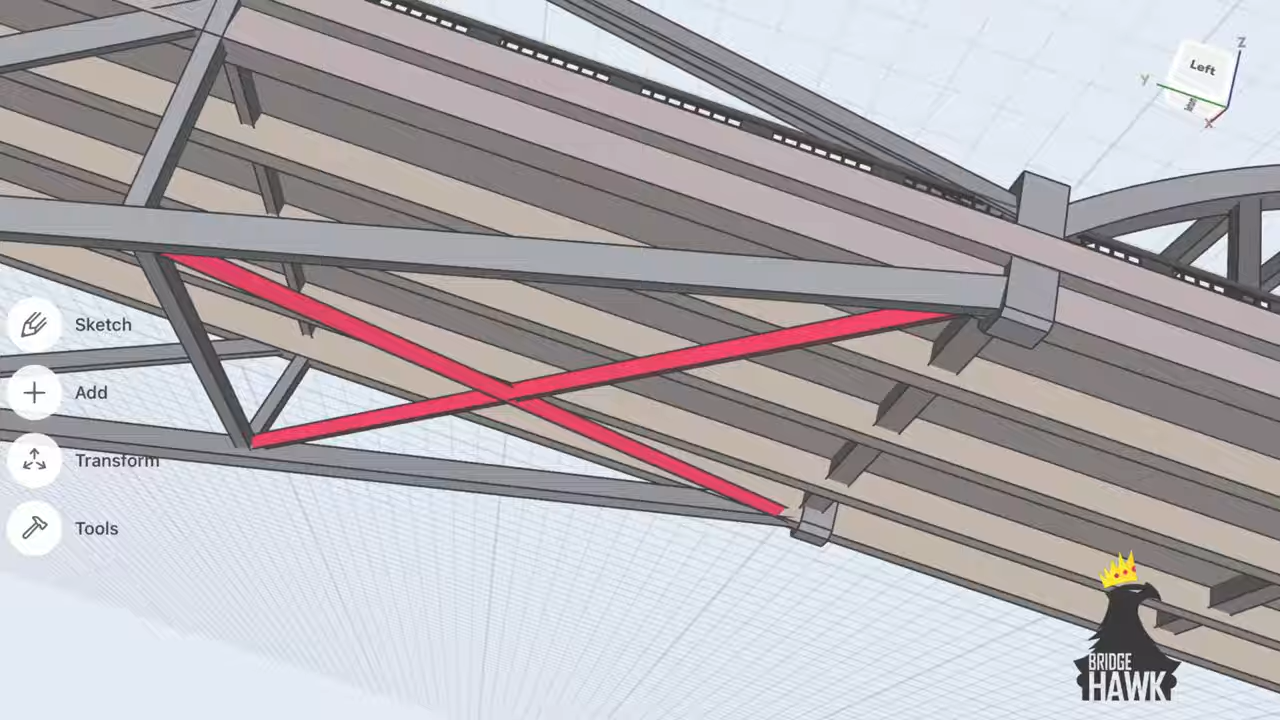 Z
Left
Y
X
Sketch
Add
Transform
Tools
BRIDGE
HAWK